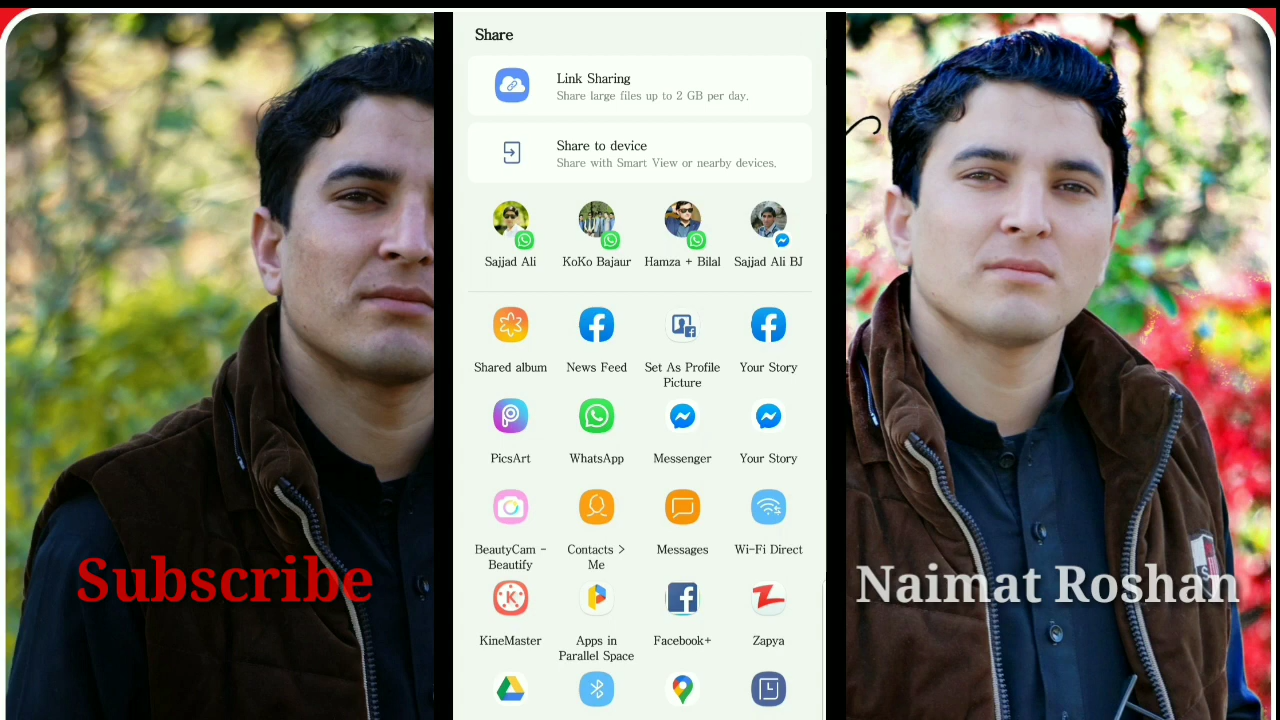 Share
Link Sharing
Share large files up to 2 GB per day.
Share to device
Share with Smart View or nearby devices.
Sajjad Ali
KoKo Bajaur
Hamza + Bilal
Sajjad Ali BJ
Shared album
News Feed
Set As Profile
Picture
Your Story
PicsArt
WhatsApp
Messenger
Your Story
BeautyCam -
Beautify
Contacts >
Me
Messages
Wi-Fi Direct
KineMaster
Apps in
Parallel Space
Facebook+
Zapya
Subscribe
Naimat Roshan